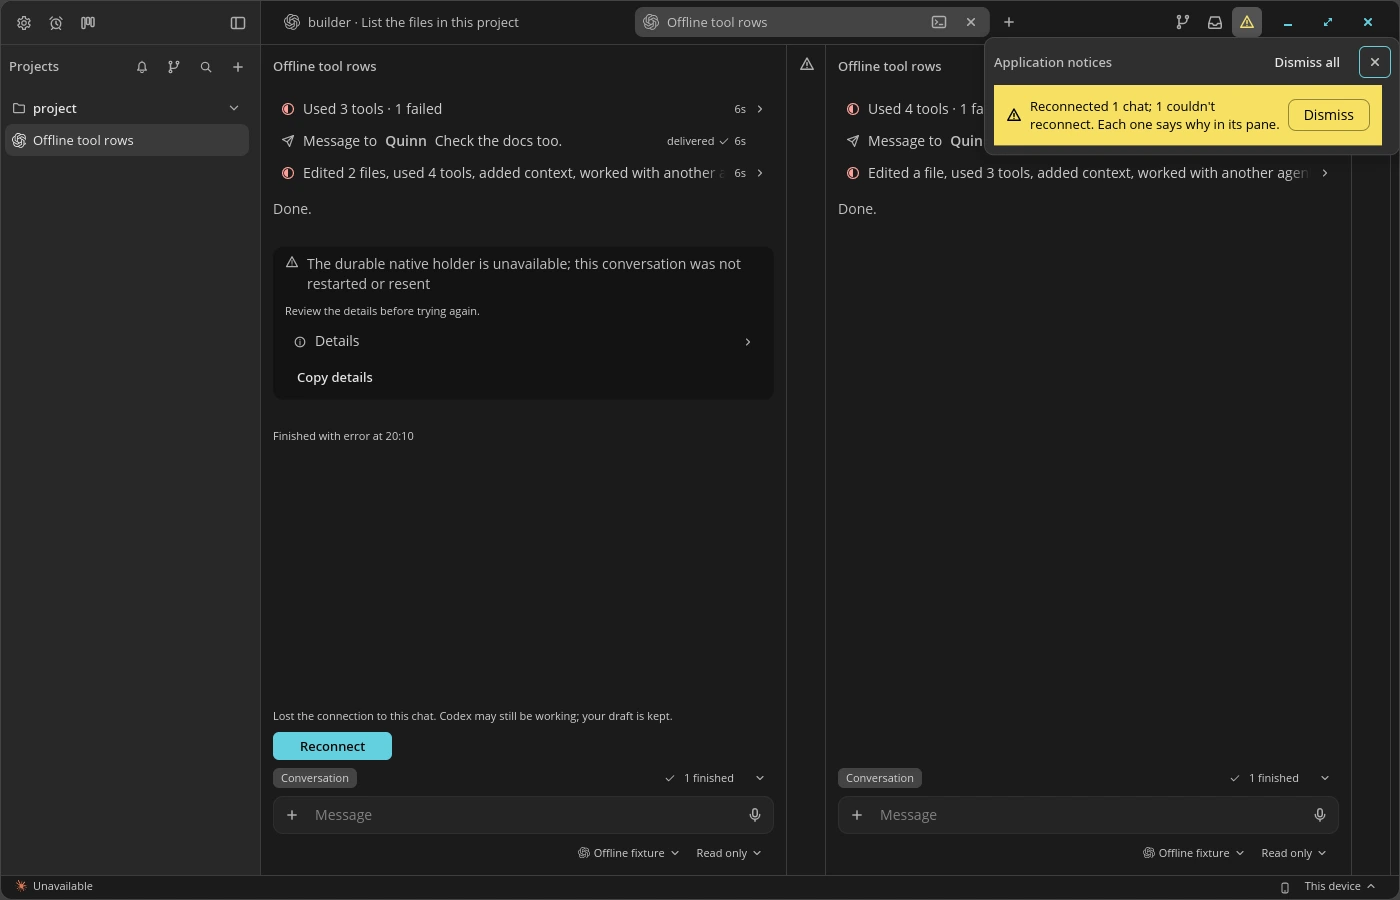 builder · List the files in this project
Offline tool rows
Projects
project
Offline tool rows
Offline tool rows
Used 3 tools · 1 failed 6s
Message to Quinn Check the docs too. delivered 6s
Edited 2 files, used 4 tools, added context, worked with another 6s
Done.
The durable native holder is unavailable; this conversation was not
restarted or resent
Review the details before trying again.
Details
Copy details
Finished with error at 20:10
Lost the connection to this chat. Codex may still be working; your draft is kept.
Reconnect
Conversation 1 finished
Message
Offline fixture Read only
Offline tool rows
Used 4 tools · 1 fa
Message to Quin
Edited a file, used 3 tools, added context, worked with another agen
Done.
Conversation 1 finished
Message
Offline fixture Read only
Application notices Dismiss all
Reconnected 1 chat; 1 couldn't
reconnect. Each one says why in its pane.
Dismiss
Unavailable
This device